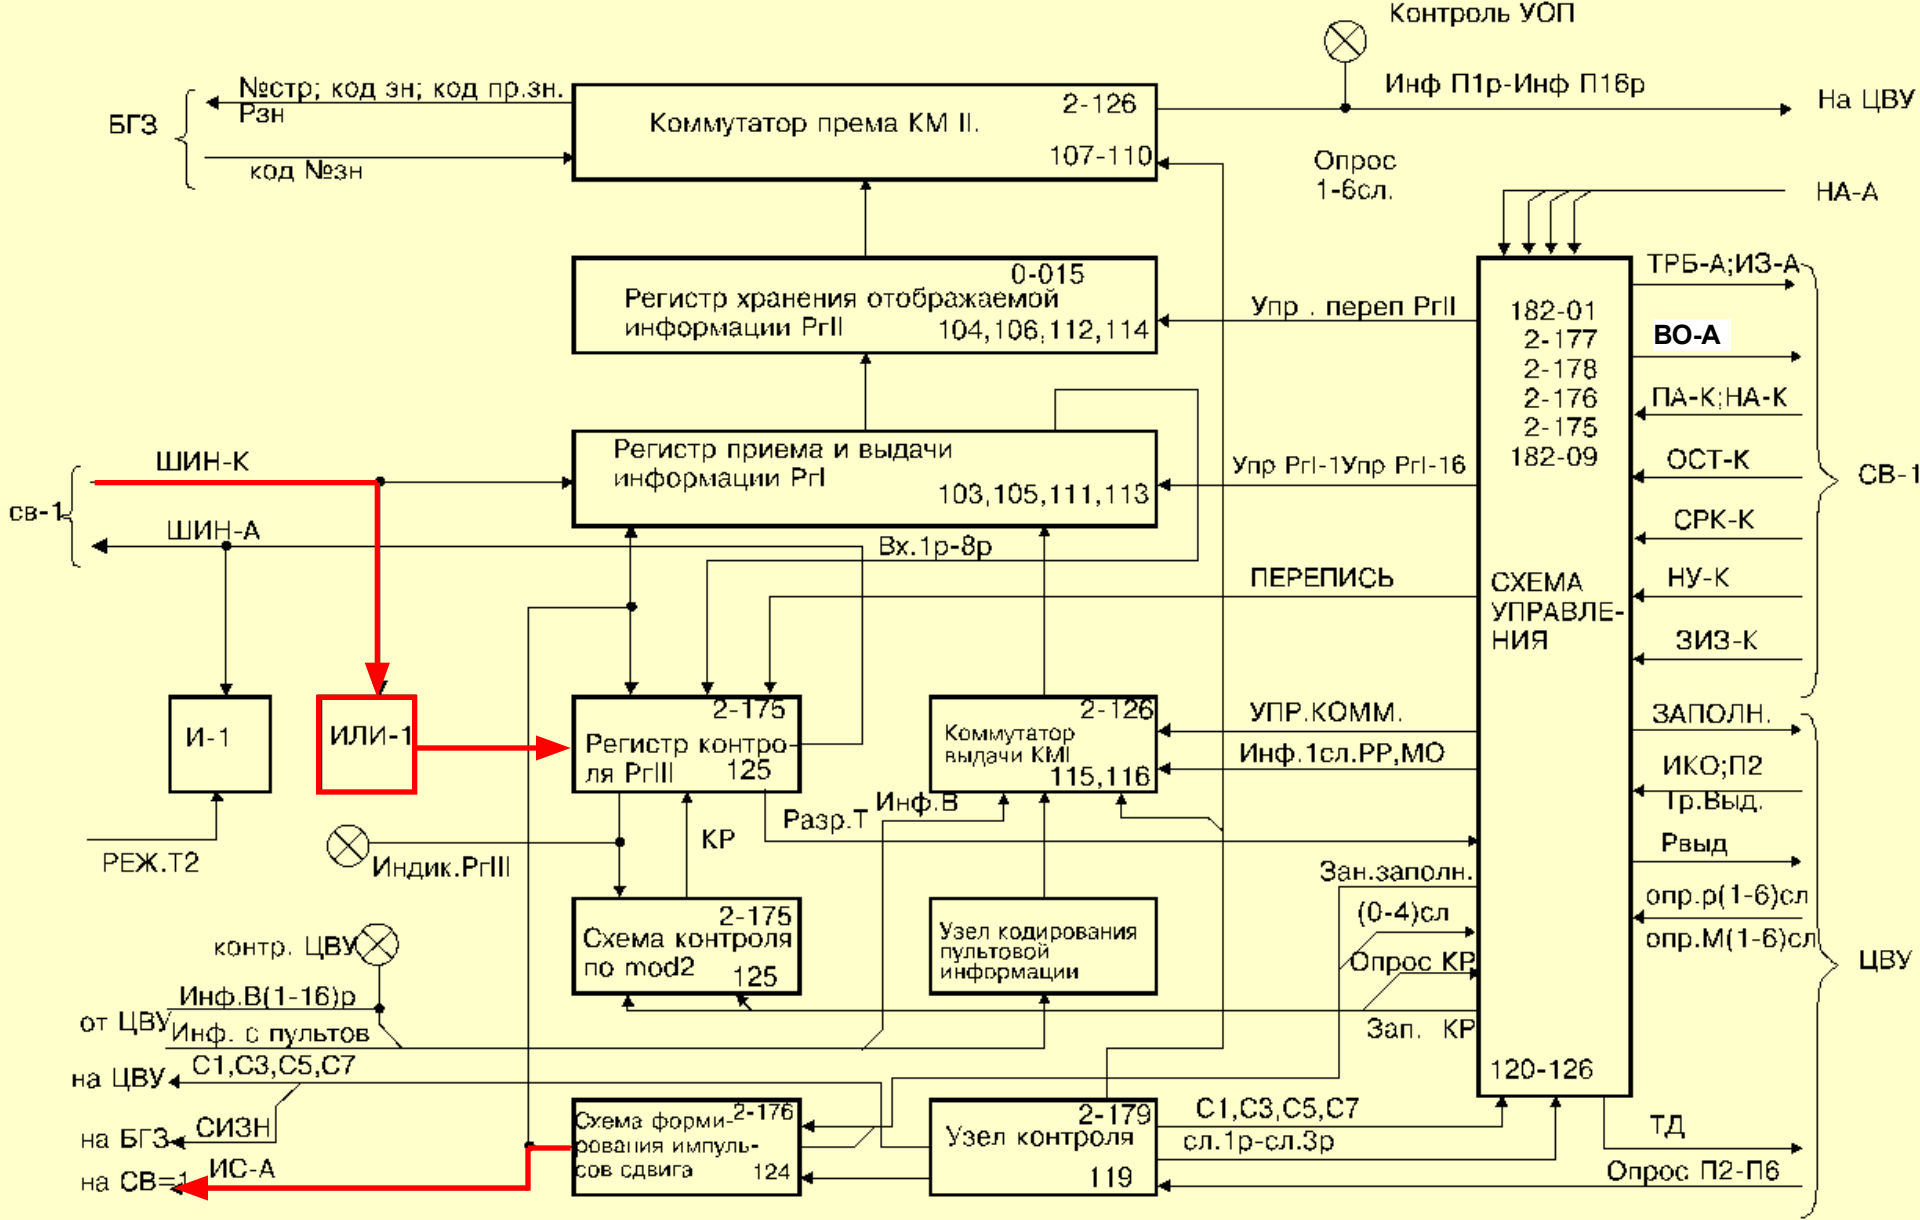 Контроль УОП
№стр; код зн; код пр.зн.
Рзн
БГЗ
код №зн
2-126
Коммутатор према КМ II.
107-110
Инф П1р-Инф П16р
На ЦВУ
Опрос
1-6сл.
НА-А
0-015
Регистр хранения отображаемой
информации РгII
104,106,112,114
Упр . переп РгII
182-01
2-177
2-178
2-176
2-175
182-09
СХЕМА
УПРАВЛЕ-
НИЯ
120-126
ТРБ-А;ИЗ-А
ВО-А
ПА-К;НА-К
ОСТ-К
СРК-К
НУ-К
ЗИЗ-К
СВ-1
ШИН-К
св-1
ШИН-А
Регистр приема и выдачи
информации РгI
103,105,111,113
Упр РгI-1Упр РгI-16
Вх.1р-8р
ПЕРЕПИСЬ
И-1
ИЛИ-1
2-175
Регистр контро-
ля РгIII
125
2-126
Коммутатор
выдачи КМI
115,116
УПР.КОММ.
Инф.1сл.РР,МО
ЗАПОЛН.
ИКО;П2
Тр.Выд.
Рвыд
опр.р(1-6)сл
опр.М(1-6)сл
ЦВУ
РЕЖ.Т2
Индик.РгIII
КР
Разр.Т
Инф.В
Зан.заполн.
(0-4)сл
Опрос КР
Зап. КР
контр. ЦВУ
2-175
Схема контроля
по mod2
125
Узел кодирования
пультовой
информации
Инф.В(1-16)р
от ЦВУ
Инф. с пультов
на ЦВУ
С1,С3,С5,С7
на БГЗ
СИЗН
на СВ=1
ИС-А
2-176
Схема форми-
рования импуль-
сов сдвига
124
2-179
Узел контроля
119
С1,С3,С5,С7
сл.1р-сл.3р
ТД
Опрос П2-П6